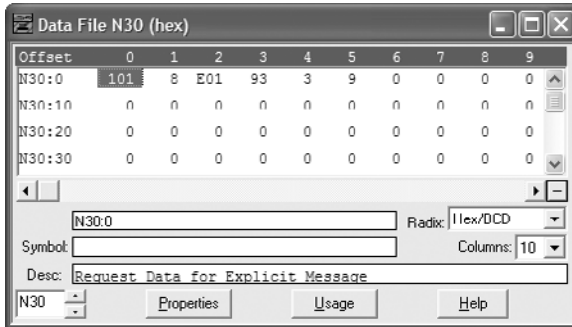 Data File N30 (hex)
Offset 0 1 2 3 4 5 6 7 8 9
N30:0 101 8 E01 93 3 9 0 0 0 0
N30:10 0 0 0 0 0 0 0 0 0 0
N30:20 0 0 0 0 0 0 0 0 0 0
N30:30 0 0 0 0 0 0 0 0 0 0
N30:0 Radix: Hex/BCD
Symbol: Columns: 10
Desc: Request Data for Explicit Message
N30 Properties Usage Help